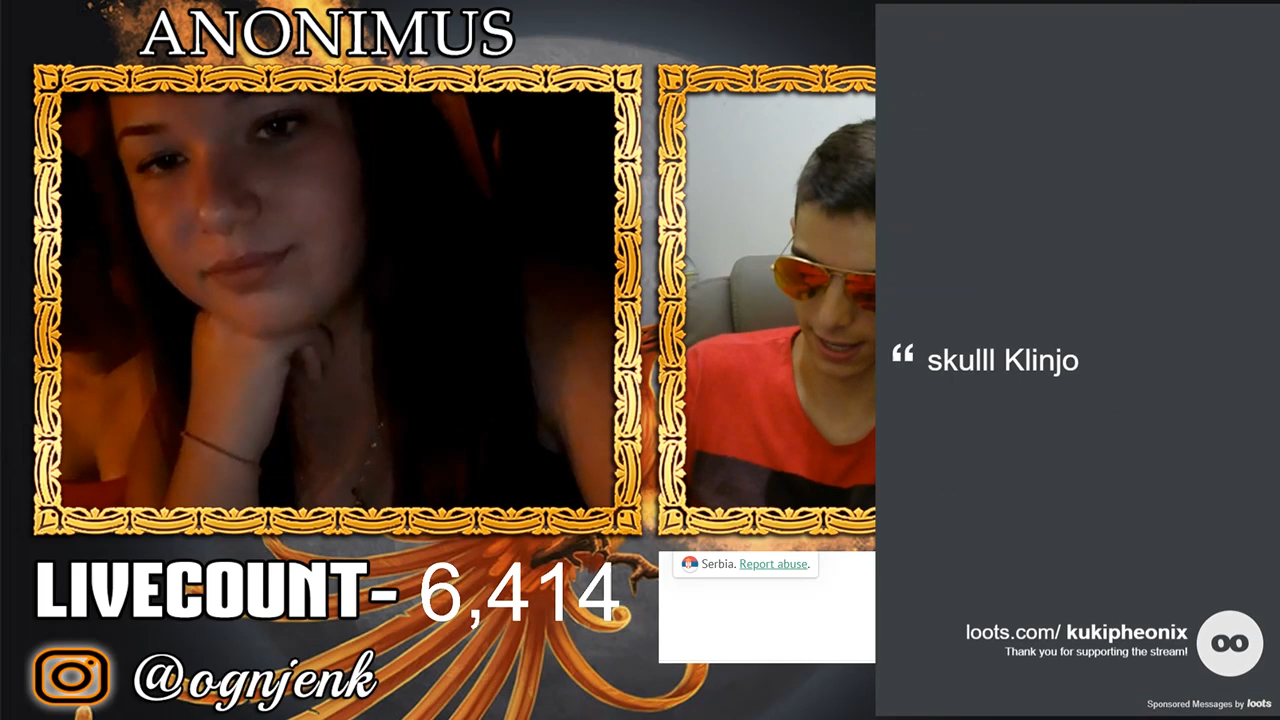 ANONIMUS
“ skulll Klinjo
Serbia. Report abuse.
LIVECOUNT- 6,414
@ognjenk
loots.com/ kukipheonix
Thank you for supporting the stream!
Sponsored Messages by loots